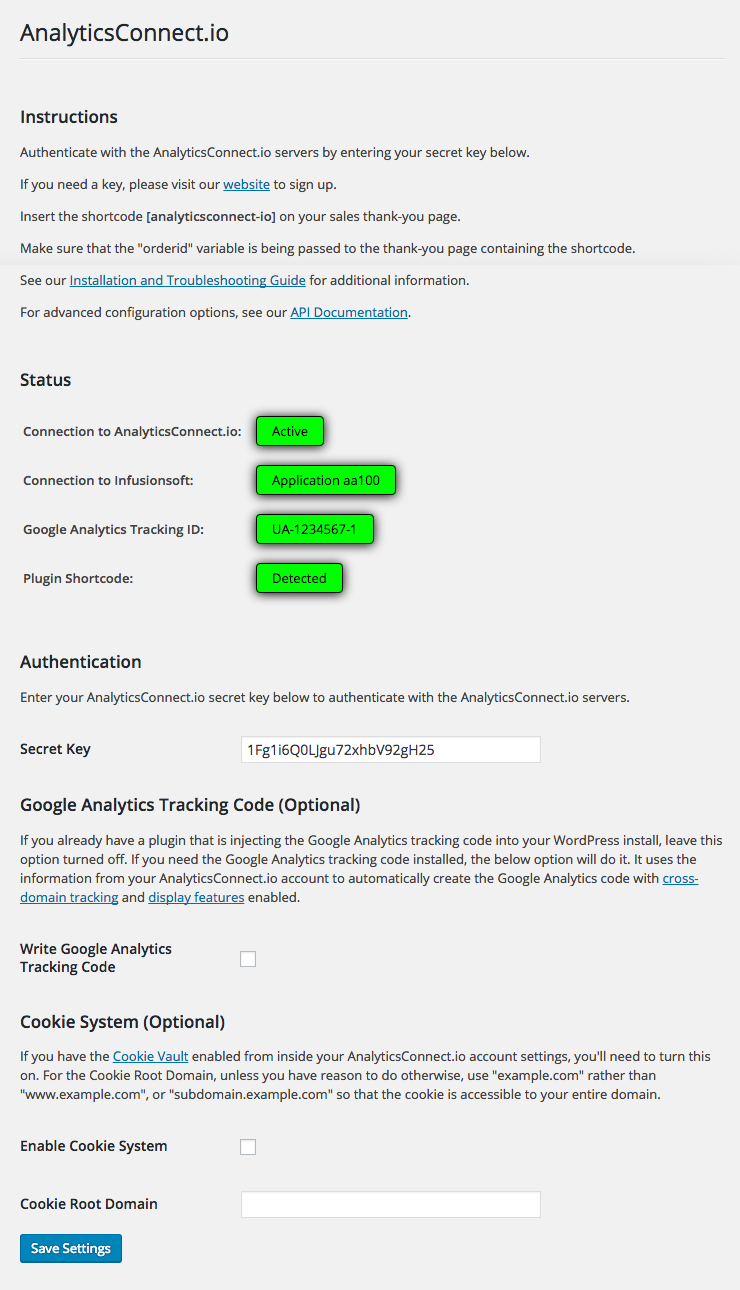 AnalyticsConnect.io
Instructions
Authenticate with the AnalyticsConnect.io servers by entering your secret key below.
If you need a key, please visit our website to sign up.
Insert the shortcode [analyticsconnect-io] on your sales thank-you page.
Make sure that the "orderid" variable is being passed to the thank-you page containing the shortcode.
See our Installation and Troubleshooting Guide for additional information.
For advanced configuration options, see our API Documentation.
Status
Connection to AnalyticsConnect.io: Active
Connection to Infusionsoft: Application aa100
Google Analytics Tracking ID: UA-1234567-1
Plugin Shortcode: Detected
Authentication
Enter your AnalyticsConnect.io secret key below to authenticate with the AnalyticsConnect.io servers.
Secret Key 1Fg1i6Q0LJgu72xhbV92gH25
Google Analytics Tracking Code (Optional)
If you already have a plugin that is injecting the Google Analytics tracking code into your WordPress install, leave this
option turned off. If you need the Google Analytics tracking code installed, the below option will do it. It uses the
information from your AnalyticsConnect.io account to automatically create the Google Analytics code with cross-
domain tracking and display features enabled.
Write Google Analytics
Tracking Code
Cookie System (Optional)
If you have the Cookie Vault enabled from inside your AnalyticsConnect.io account settings, you'll need to turn this
on. For the Cookie Root Domain, unless you have reason to do otherwise, use "example.com" rather than
"www.example.com", or "subdomain.example.com" so that the cookie is accessible to your entire domain.
Enable Cookie System
Cookie Root Domain
Save Settings